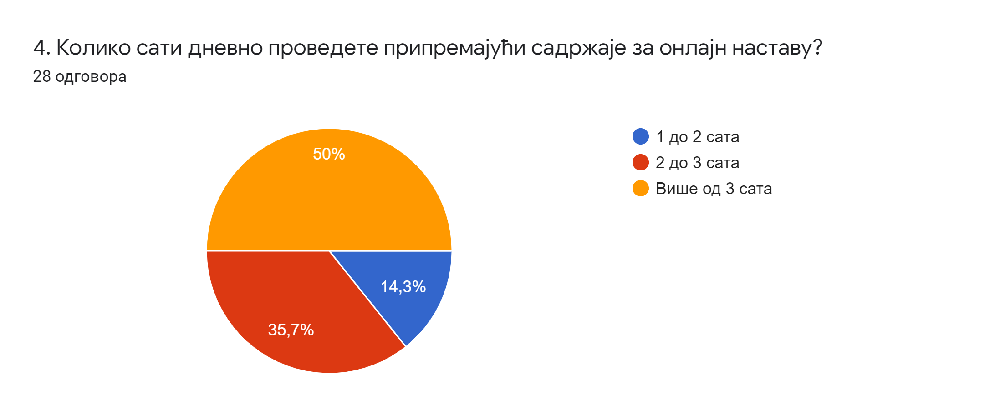 4. Колико сати дневно проведете припремајући садржаје за онлајн наставу?
28 одговора
50%
14,3%
35,7%
1 до 2 сата
2 до 3 сата
Више од 3 сата